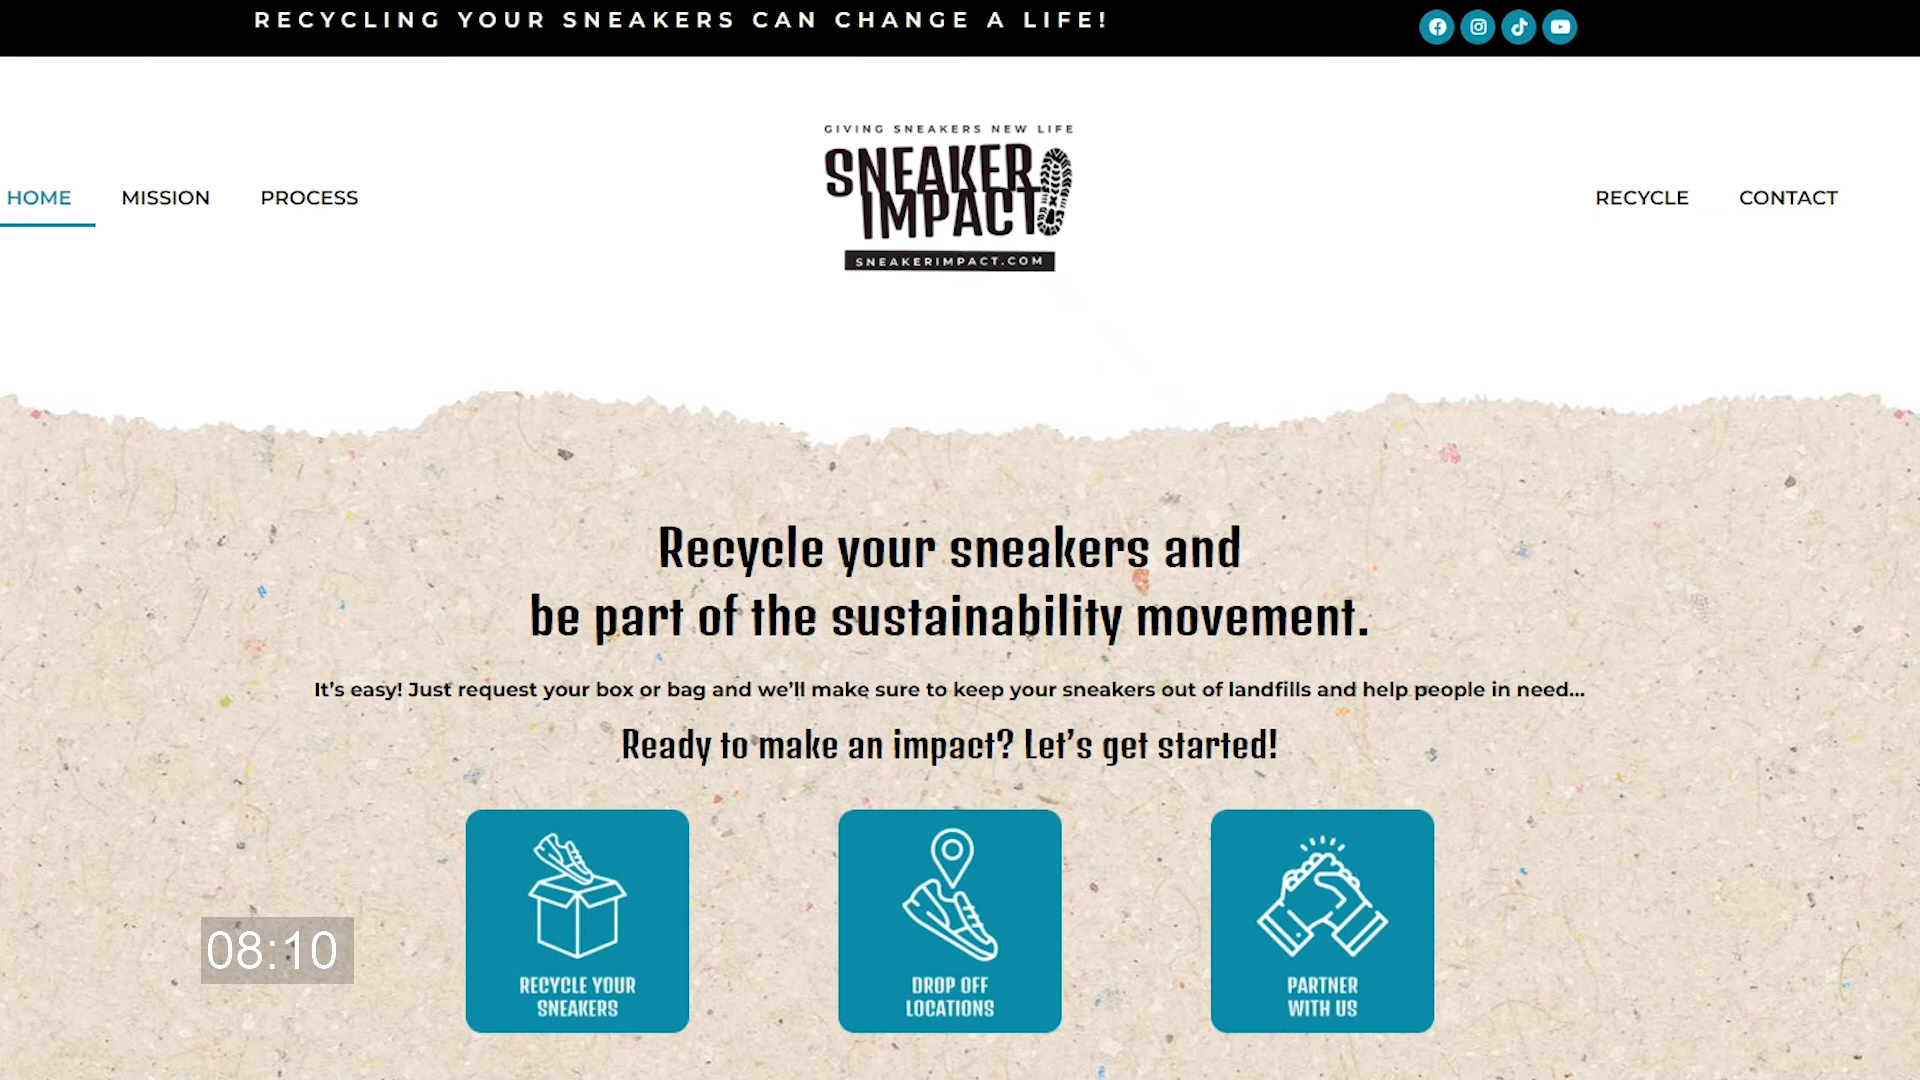 RECYCLING YOUR SNEAKERS CAN CHANGE A LIFE!
HOME
MISSION
PROCESS
GIVING SNEAKERS NEW LIFE
SNEAKER
IMPACT
SNEAKERIMPACT.COM
RECYCLE
CONTACT
Recycle your sneakers and
be part of the sustainability movement.
It’s easy! Just request your box or bag and we’ll make sure to keep your sneakers out of landfills and help people in need...
Ready to make an impact? Let’s get started!
RECYCLE YOUR
SNEAKERS
DROP OFF
LOCATIONS
PARTNER
WITH US
08:10